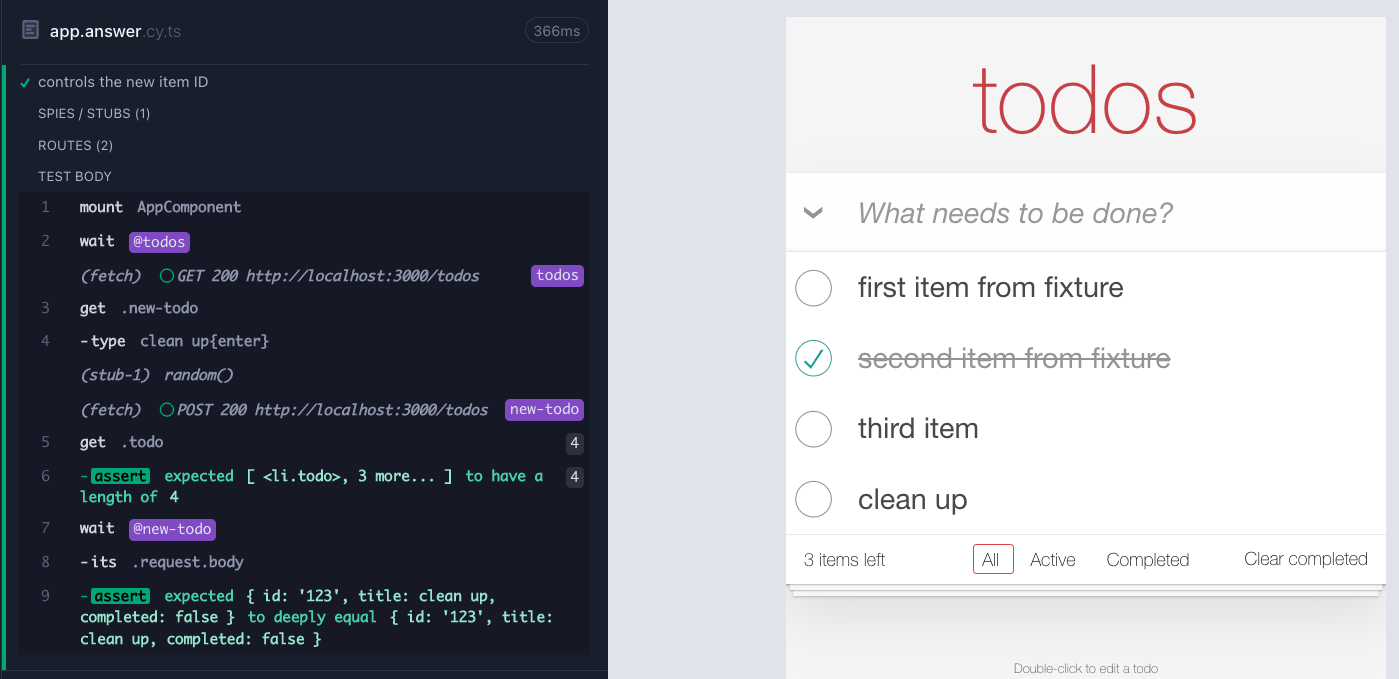 app.answer.cy.ts
366ms
controls the new item ID
SPIES / STUBS (1)
ROUTES (2)
TEST BODY
1 mount AppComponent
2 wait @todos
(fetch) GET 200 http://localhost:3000/todos todos
3 get .new-todo
4 -type clean up{enter}
(stub-1) random()
(fetch) POST 200 http://localhost:3000/todos new-todo
5 get .todo 4
6 -assert expected [ <li.todo>, 3 more... ] to have a 4
length of 4
7 wait @new-todo
8 -its .request.body
9 -assert expected { id: '123', title: clean up,
completed: false } to deeply equal { id: '123', title:
clean up, completed: false }
todos
What needs to be done?
first item from fixture
second item from fixture
third item
clean up
3 items left All Active Completed Clear completed
Double-click to edit a todo